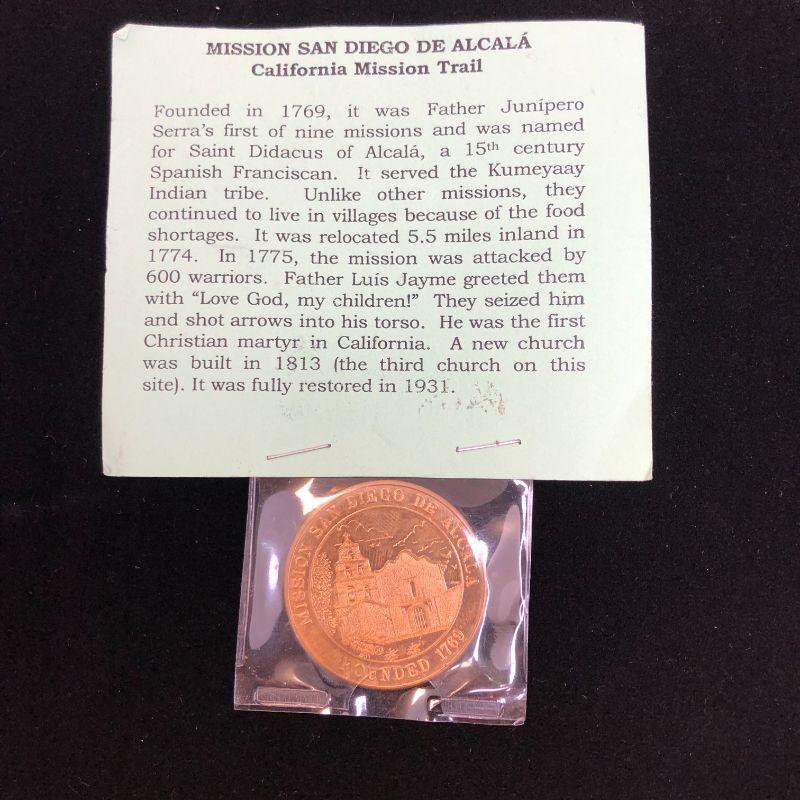 MISSION SAN DIEGO DE ALCALÁ
California Mission Trail
Founded in 1769, it was Father Junípero
Serra's first of nine missions and was named
for Saint Didacus of Alcalá, a 15th century
Spanish Franciscan. It served the Kumeyaay
Indian tribe. Unlike other missions, they
continued to live in villages because of the food
shortages. It was relocated 5.5 miles inland in
1774. In 1775, the mission was attacked by
600 warriors. Father Luís Jayme greeted them
with "Love God, my children!" They seized him
and shot arrows into his torso. He was the first
Christian martyr in California. A new church
was built in 1813 (the third church on this
site). It was fully restored in 1931.
MISSION SAN DIEGO DE ALCALÁ
FOUNDED 1769